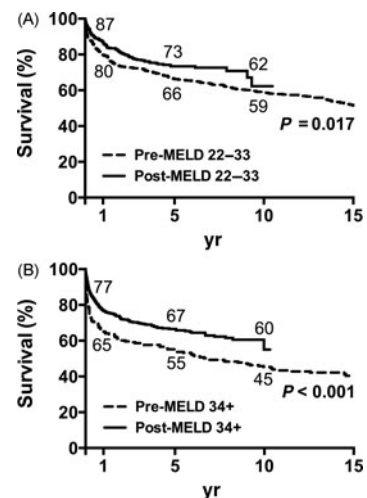 (A)
100
80
60
40
20
0
Survival (%)
87
73
62
80
66
59
P = 0.017
Pre-MELD 22–33
Post-MELD 22–33
1
5
10
15
yr
(B)
100
80
60
40
20
0
Survival (%)
77
67
60
65
55
45
P < 0.001
Pre-MELD 34+
Post-MELD 34+
1
5
10
15
yr